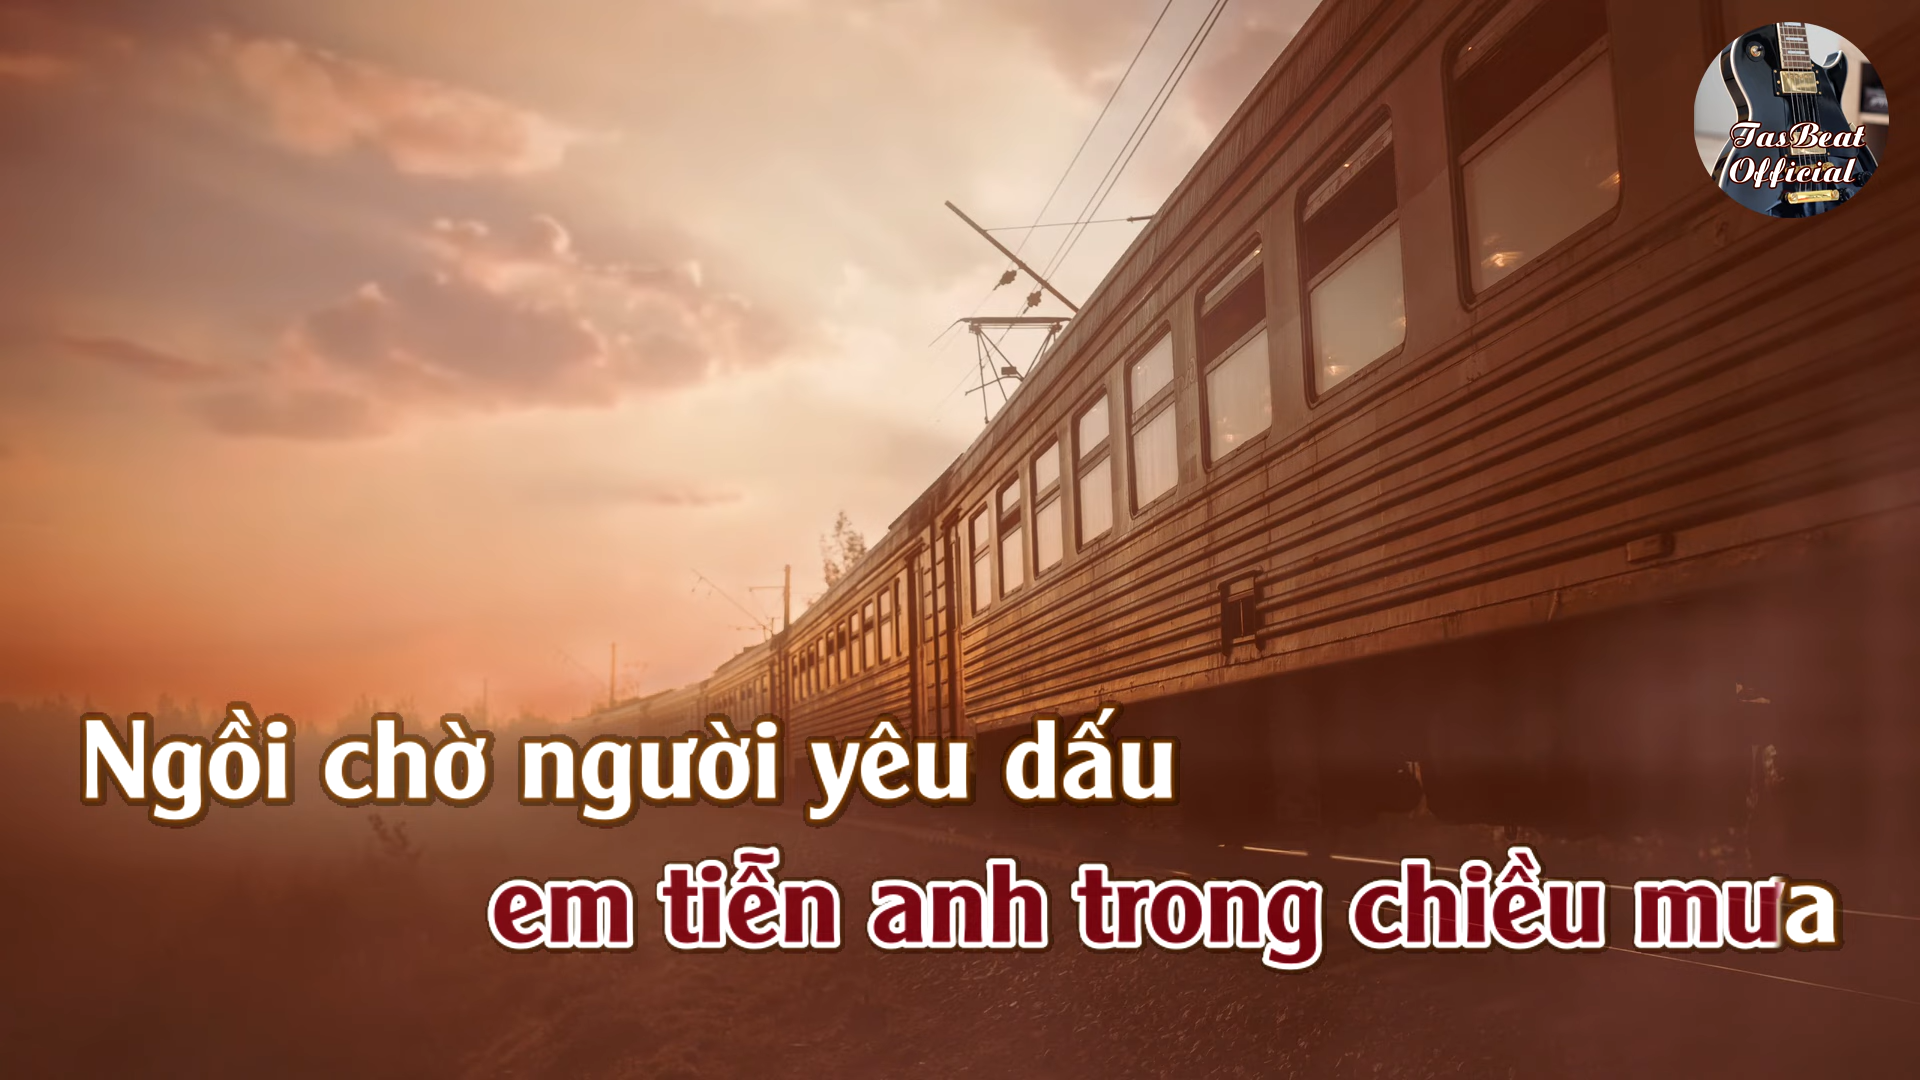 TasBeat
Official
Ngồi chờ người yêu dấu
em tiễn anh trong chiều mưa